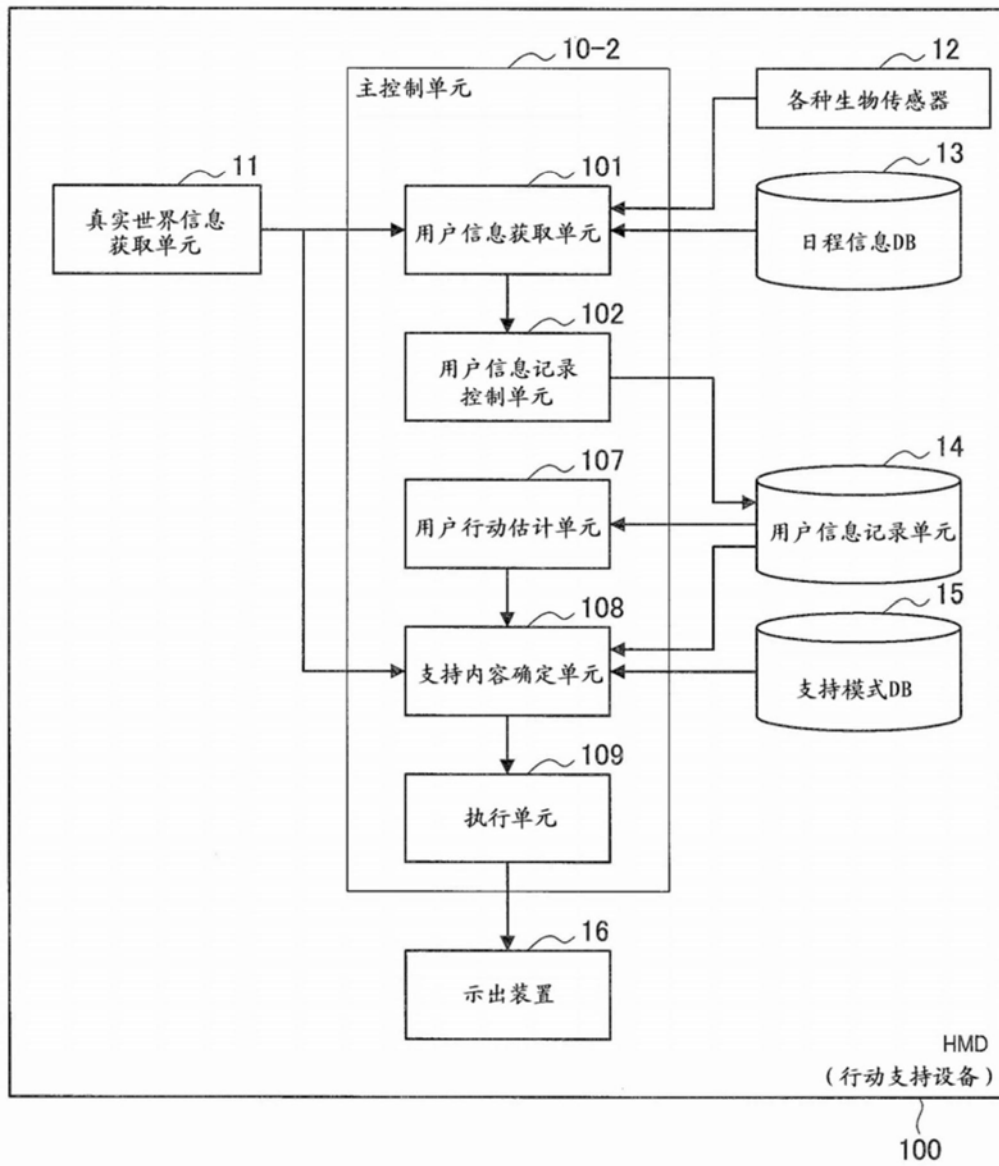 10-2
主控制单元
12
各种生物传感器
11
真实世界信息
获取单元
101
用户信息获取单元
13
日程信息DB
102
用户信息记录
控制单元
107
用户行动估计单元
14
用户信息记录单元
108
支持内容确定单元
15
支持模式DB
109
执行单元
16
示出装置
HMD
(行动支持设备)
100